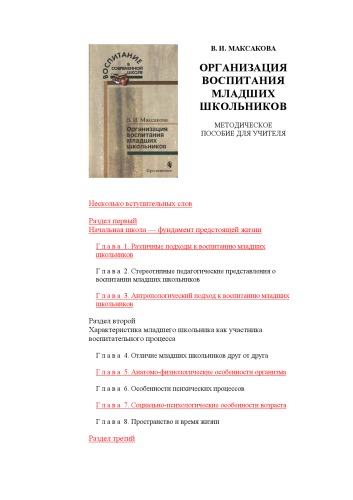 ВОСПИТАНИЕ
В СОВРЕМЕННОЙ
ШКОЛЕ
В. И. Максакова
Организация
воспитания
младших
школьников
Просвещение
В. И. МАКСАКОВА
ОРГАНИЗАЦИЯ
ВОСПИТАНИЯ
МЛАДШИХ
ШКОЛЬНИКОВ
МЕТОДИЧЕСКОЕ
ПОСОБИЕ ДЛЯ УЧИТЕЛЯ
Несколько вступительных слов
Раздел первый
Начальная школа — фундамент предстоящей жизни
Г л а в а 1. Различные подходы к воспитанию младших
школьников
Г л а в а 2. Стереотипные педагогические представления о
воспитании младших школьников
Г л а в а 3. Антропологический подход к воспитанию младших
школьников
Раздел второй
Характеристика младшего школьника как участника
воспитательного процесса
Г л а в а 4. Отличие младших школьников друг от друга
Г л а в а 5. Анатомо-физиологические особенности организма
Г л а в а 6. Особенности психических процессов
Г л а в а 7. Социально-психологические особенности возраста
Г л а в а 8. Пространство и время жизни
Раздел третий